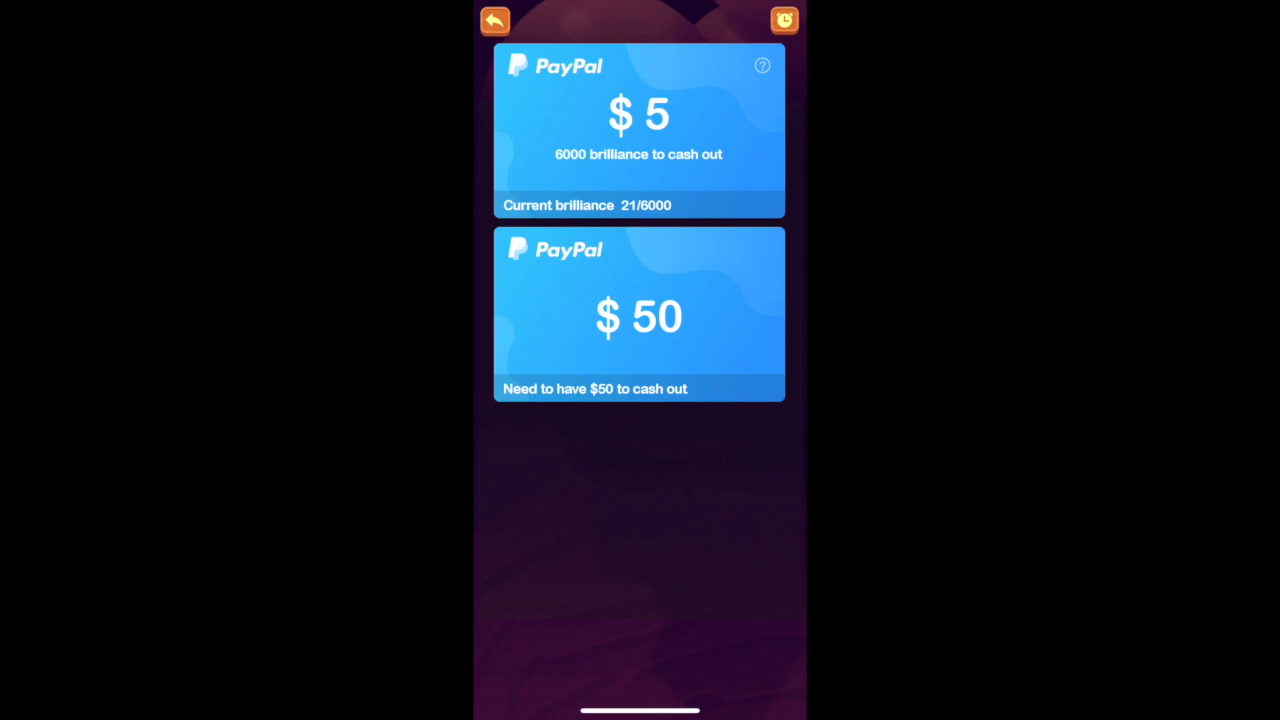 PayPal
$ 5
6000 brilliance to cash out
Current brilliance 21/6000
PayPal
$ 50
Need to have $50 to cash out